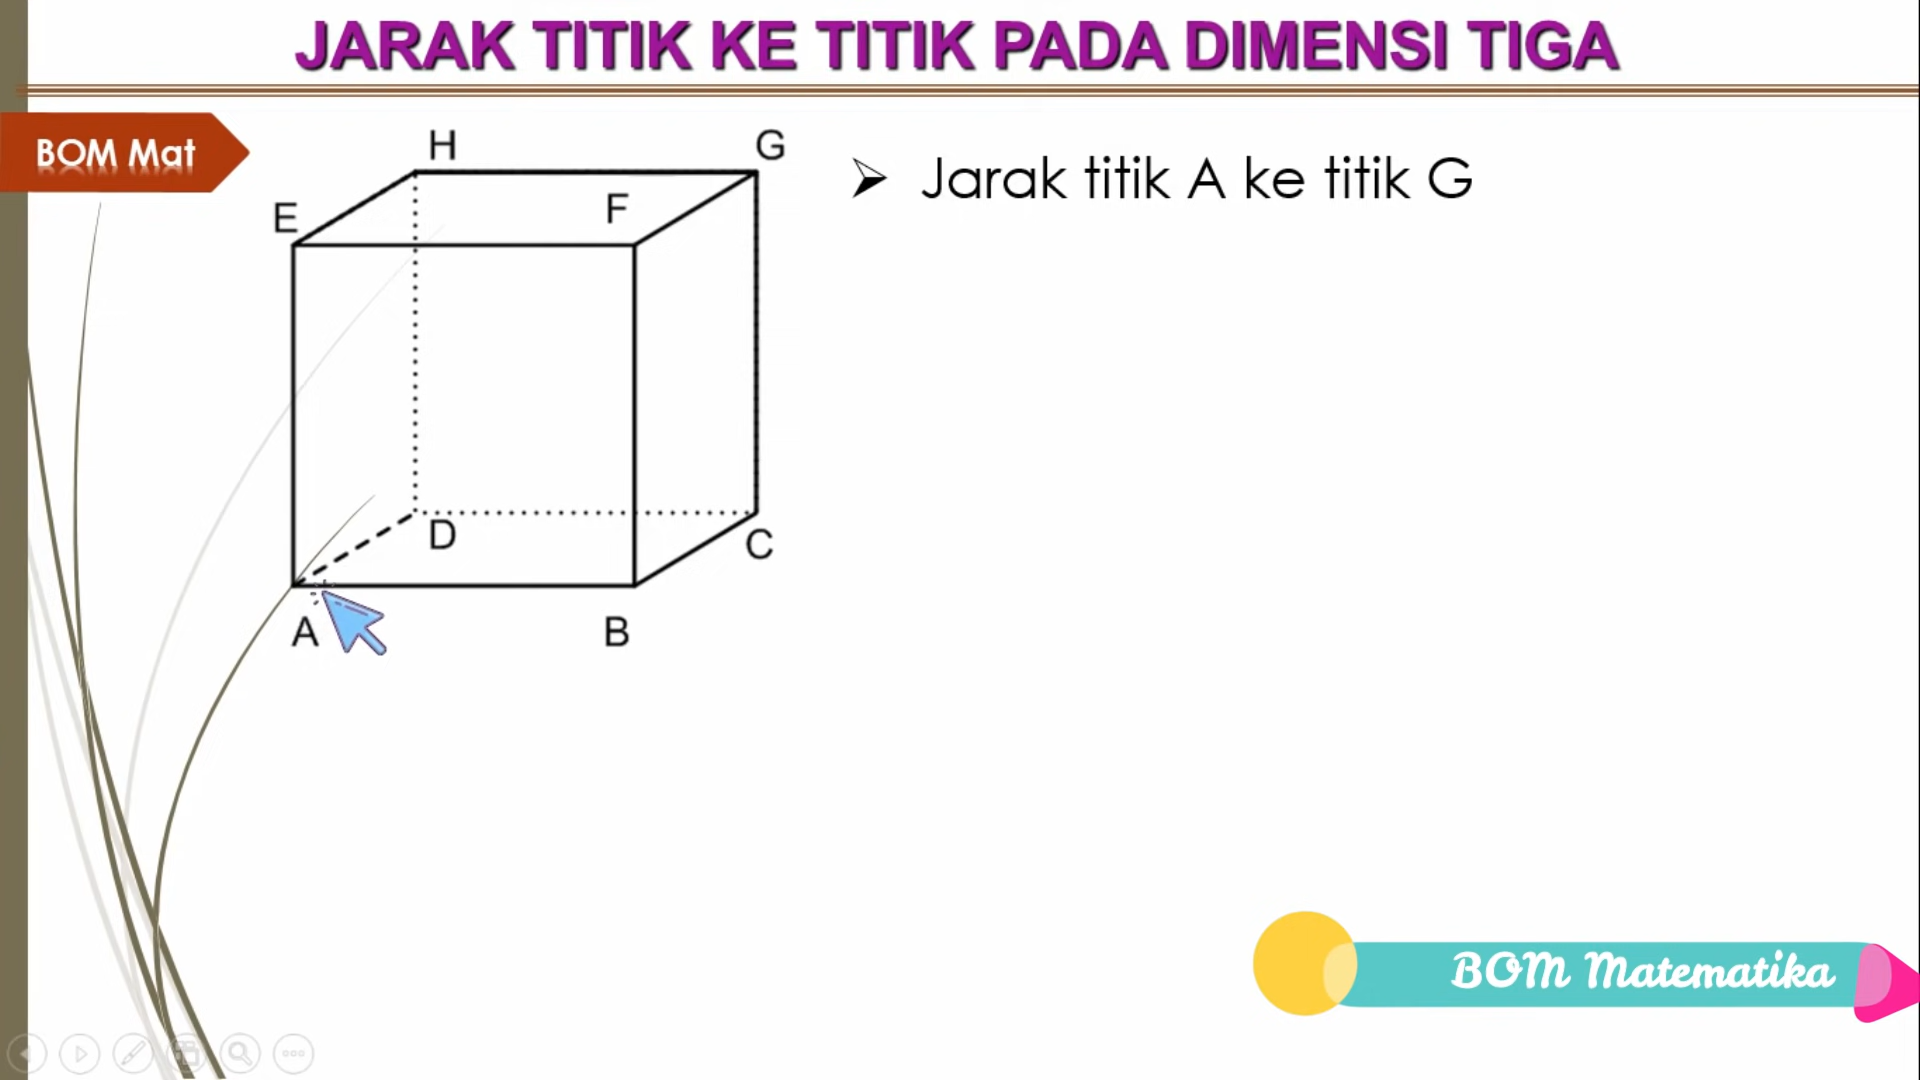 JARAK TITIK KE TITIK PADA DIMENSI TIGA
BOM Mat
H
G
➢ Jarak titik A ke titik G
E
F
D
C
A
B
BOM Matematika